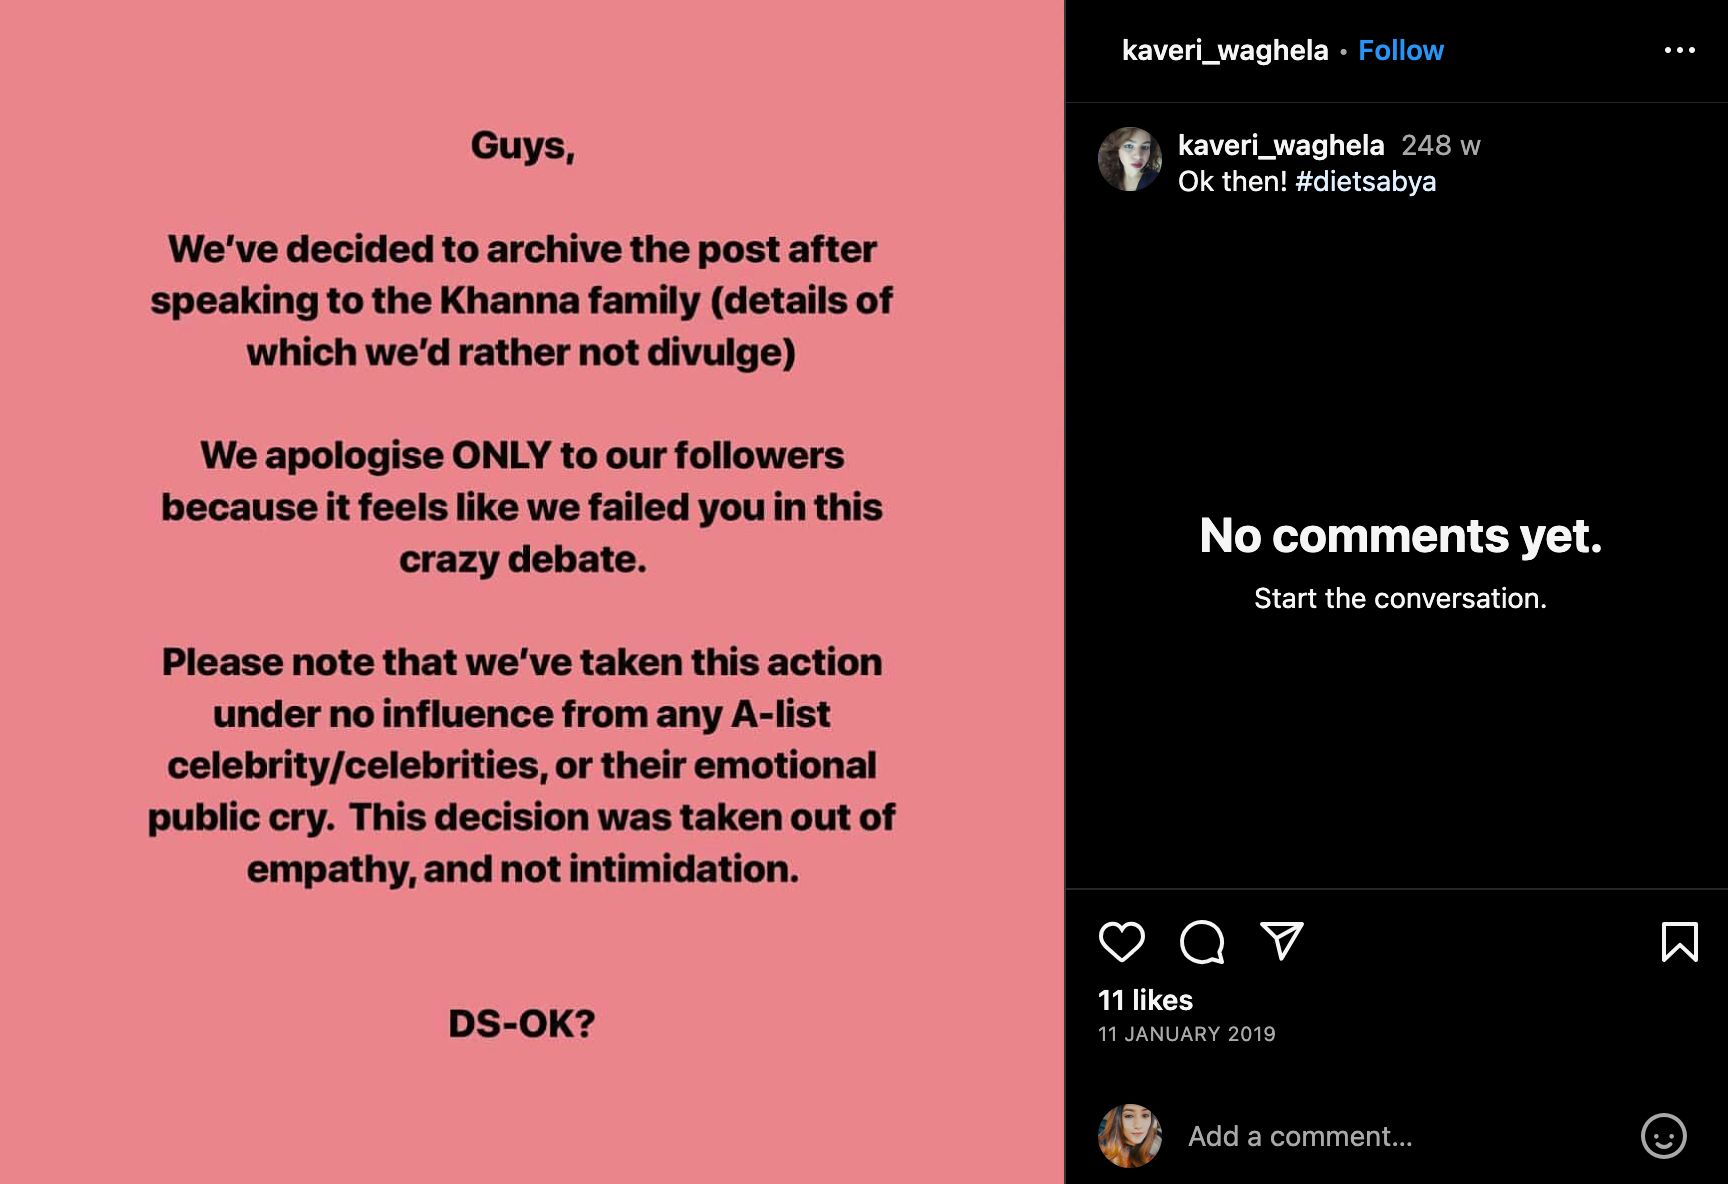 Guys,
We've decided to archive the post after
speaking to the Khanna family (details of
which we'd rather not divulge)
We apologise ONLY to our followers
because it feels like we failed you in this
crazy debate.
Please note that we've taken this action
under no influence from any A-list
celebrity/celebrities, or their emotional
public cry. This decision was taken out of
empathy, and not intimidation.
DS-OK?
kaveri_waghela • Follow
kaveri_waghela 248 w
Ok then! #dietsabya
No comments yet.
Start the conversation.
11 likes
11 JANUARY 2019
Add a comment...